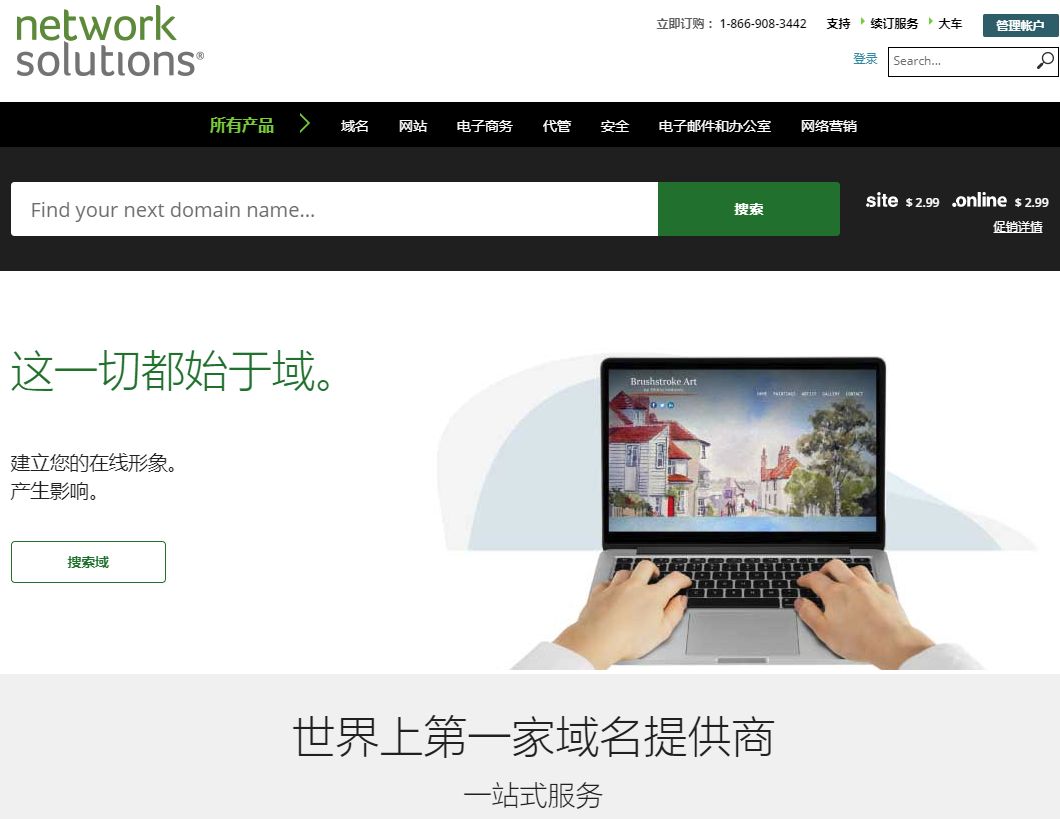 network
solutions®
立即订购： 1-866-908-3442 支持 续订服务 大车 管理帐户
登录 Search...
所有产品 域名 网站 电子商务 代管 安全 电子邮件和办公室 网络营销
Find your next domain name... 搜索 .site $ 2.99 .online $ 2.99
促销详情
这一切都始于域。
Brushstroke Art
HOME PAINTINGS ARTIST GALLERY CONTACT
建立您的在线形象。
产生影响。
搜索域
世界上第一家域名提供商
一站式服务